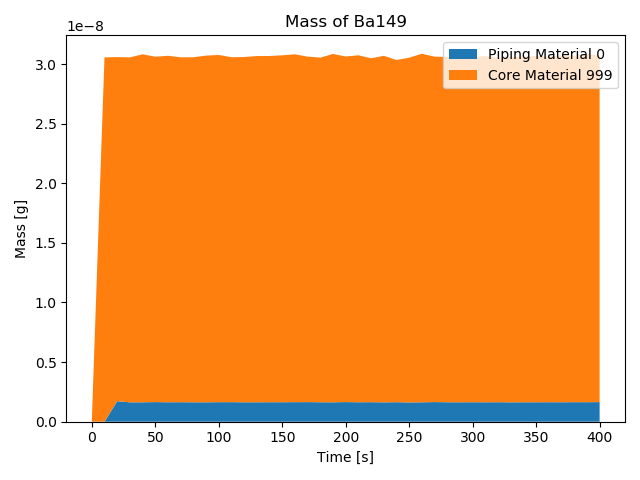 Mass of Ba149
1e−8
Piping Material 0
Core Material 999
3.0
2.5
2.0
1.5
1.0
0.5
0.0
Mass [g]
0 50 100 150 200 250 300 350 400
Time [s]